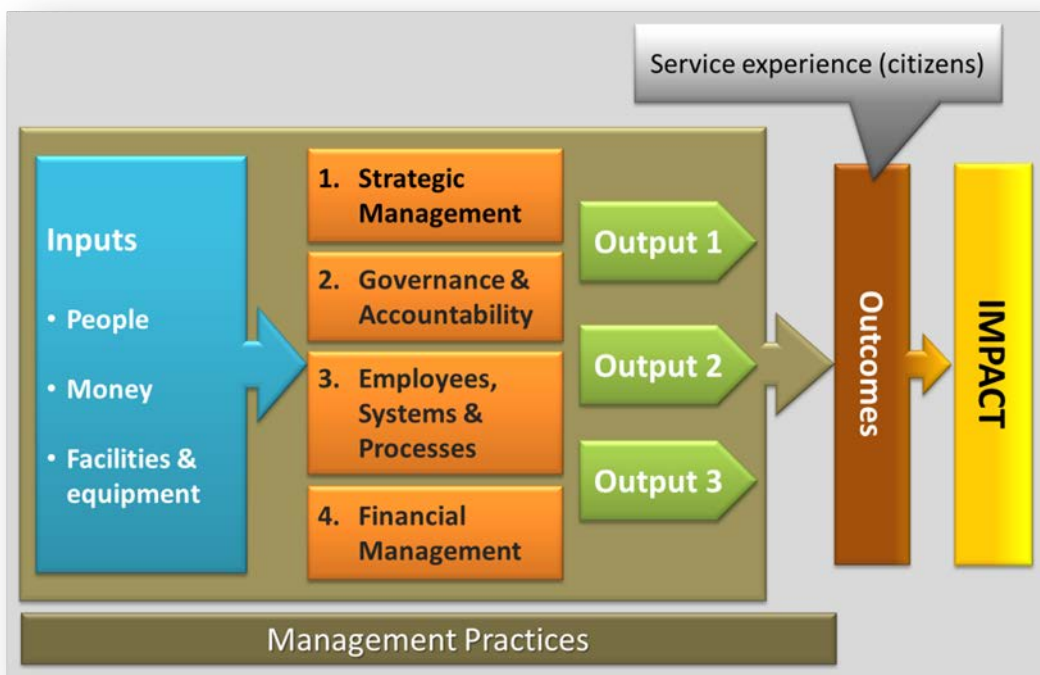 Service experience (citizens)
Inputs
• People
• Money
• Facilities &
equipment
1. Strategic
Management
2. Governance &
Accountability
3. Employees,
Systems &
Processes
4. Financial
Management
Output 1
Output 2
Output 3
Outcomes
IMPACT
Management Practices